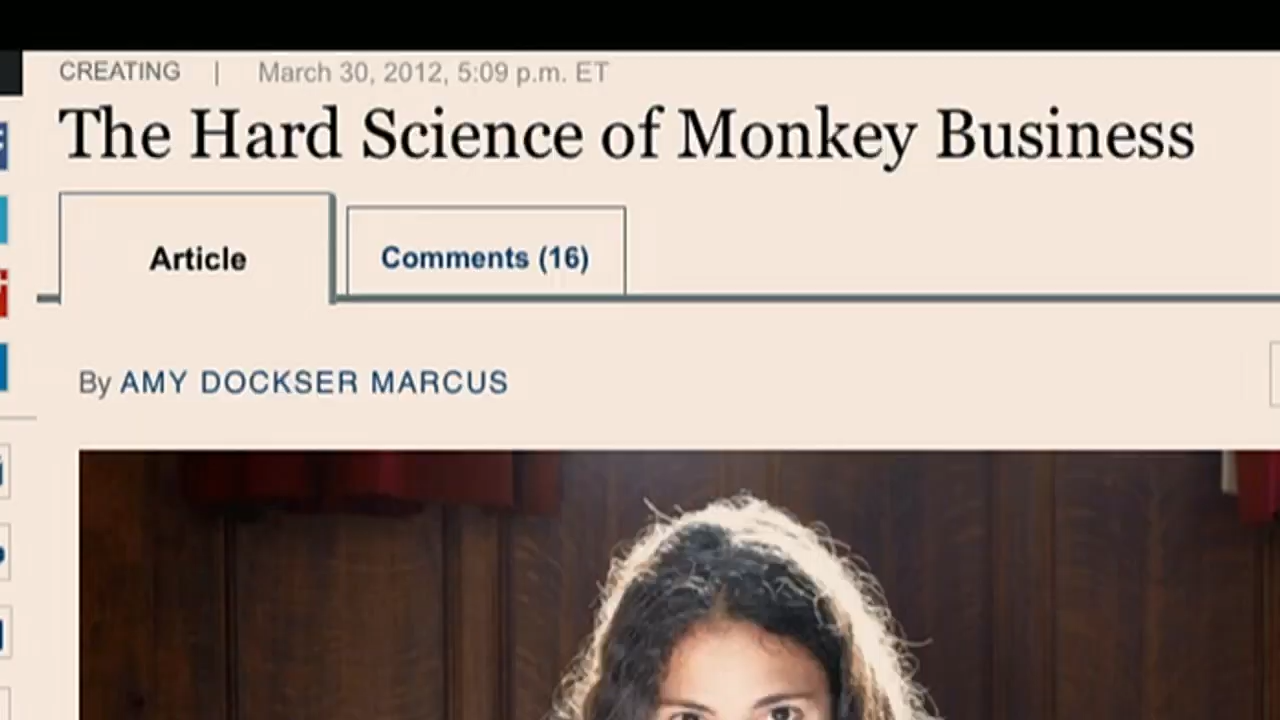 CREATING | March 30, 2012, 5:09 p.m. ET
The Hard Science of Monkey Business
Article
Comments (16)
By AMY DOCKSER MARCUS